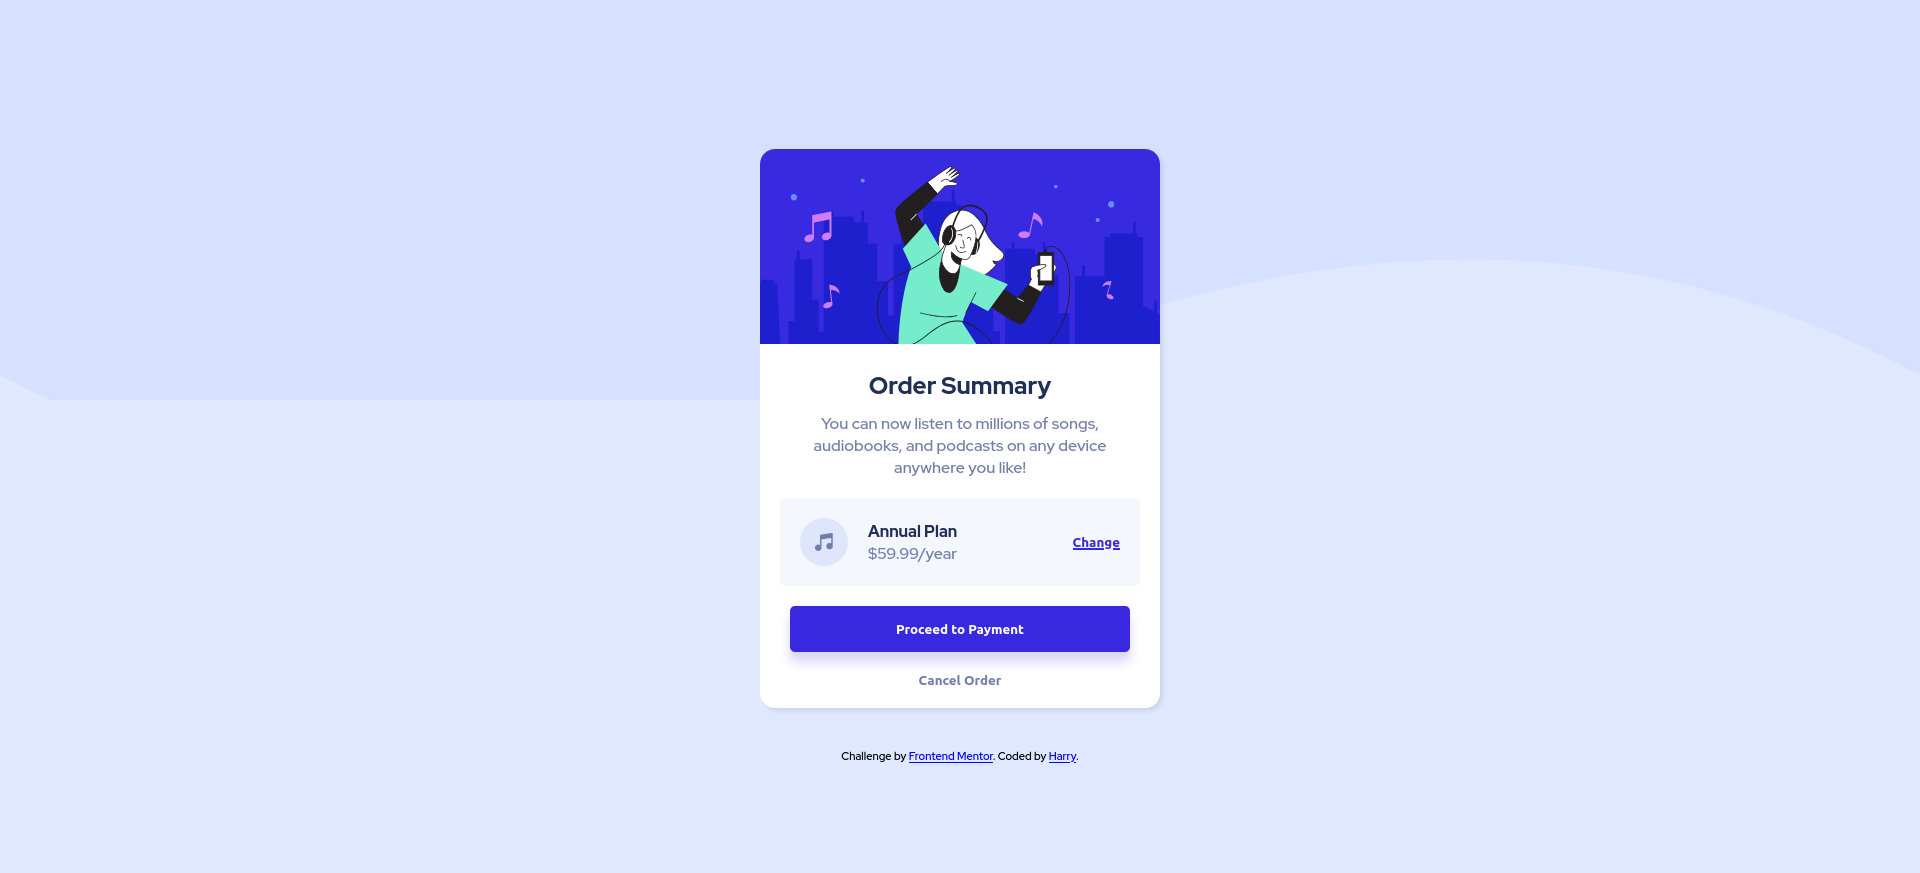 Order Summary
You can now listen to millions of songs,
audiobooks, and podcasts on any device
anywhere you like!
Annual Plan
$59.99/year
Change
Proceed to Payment
Cancel Order
Challenge by Frontend Mentor. Coded by Harry.